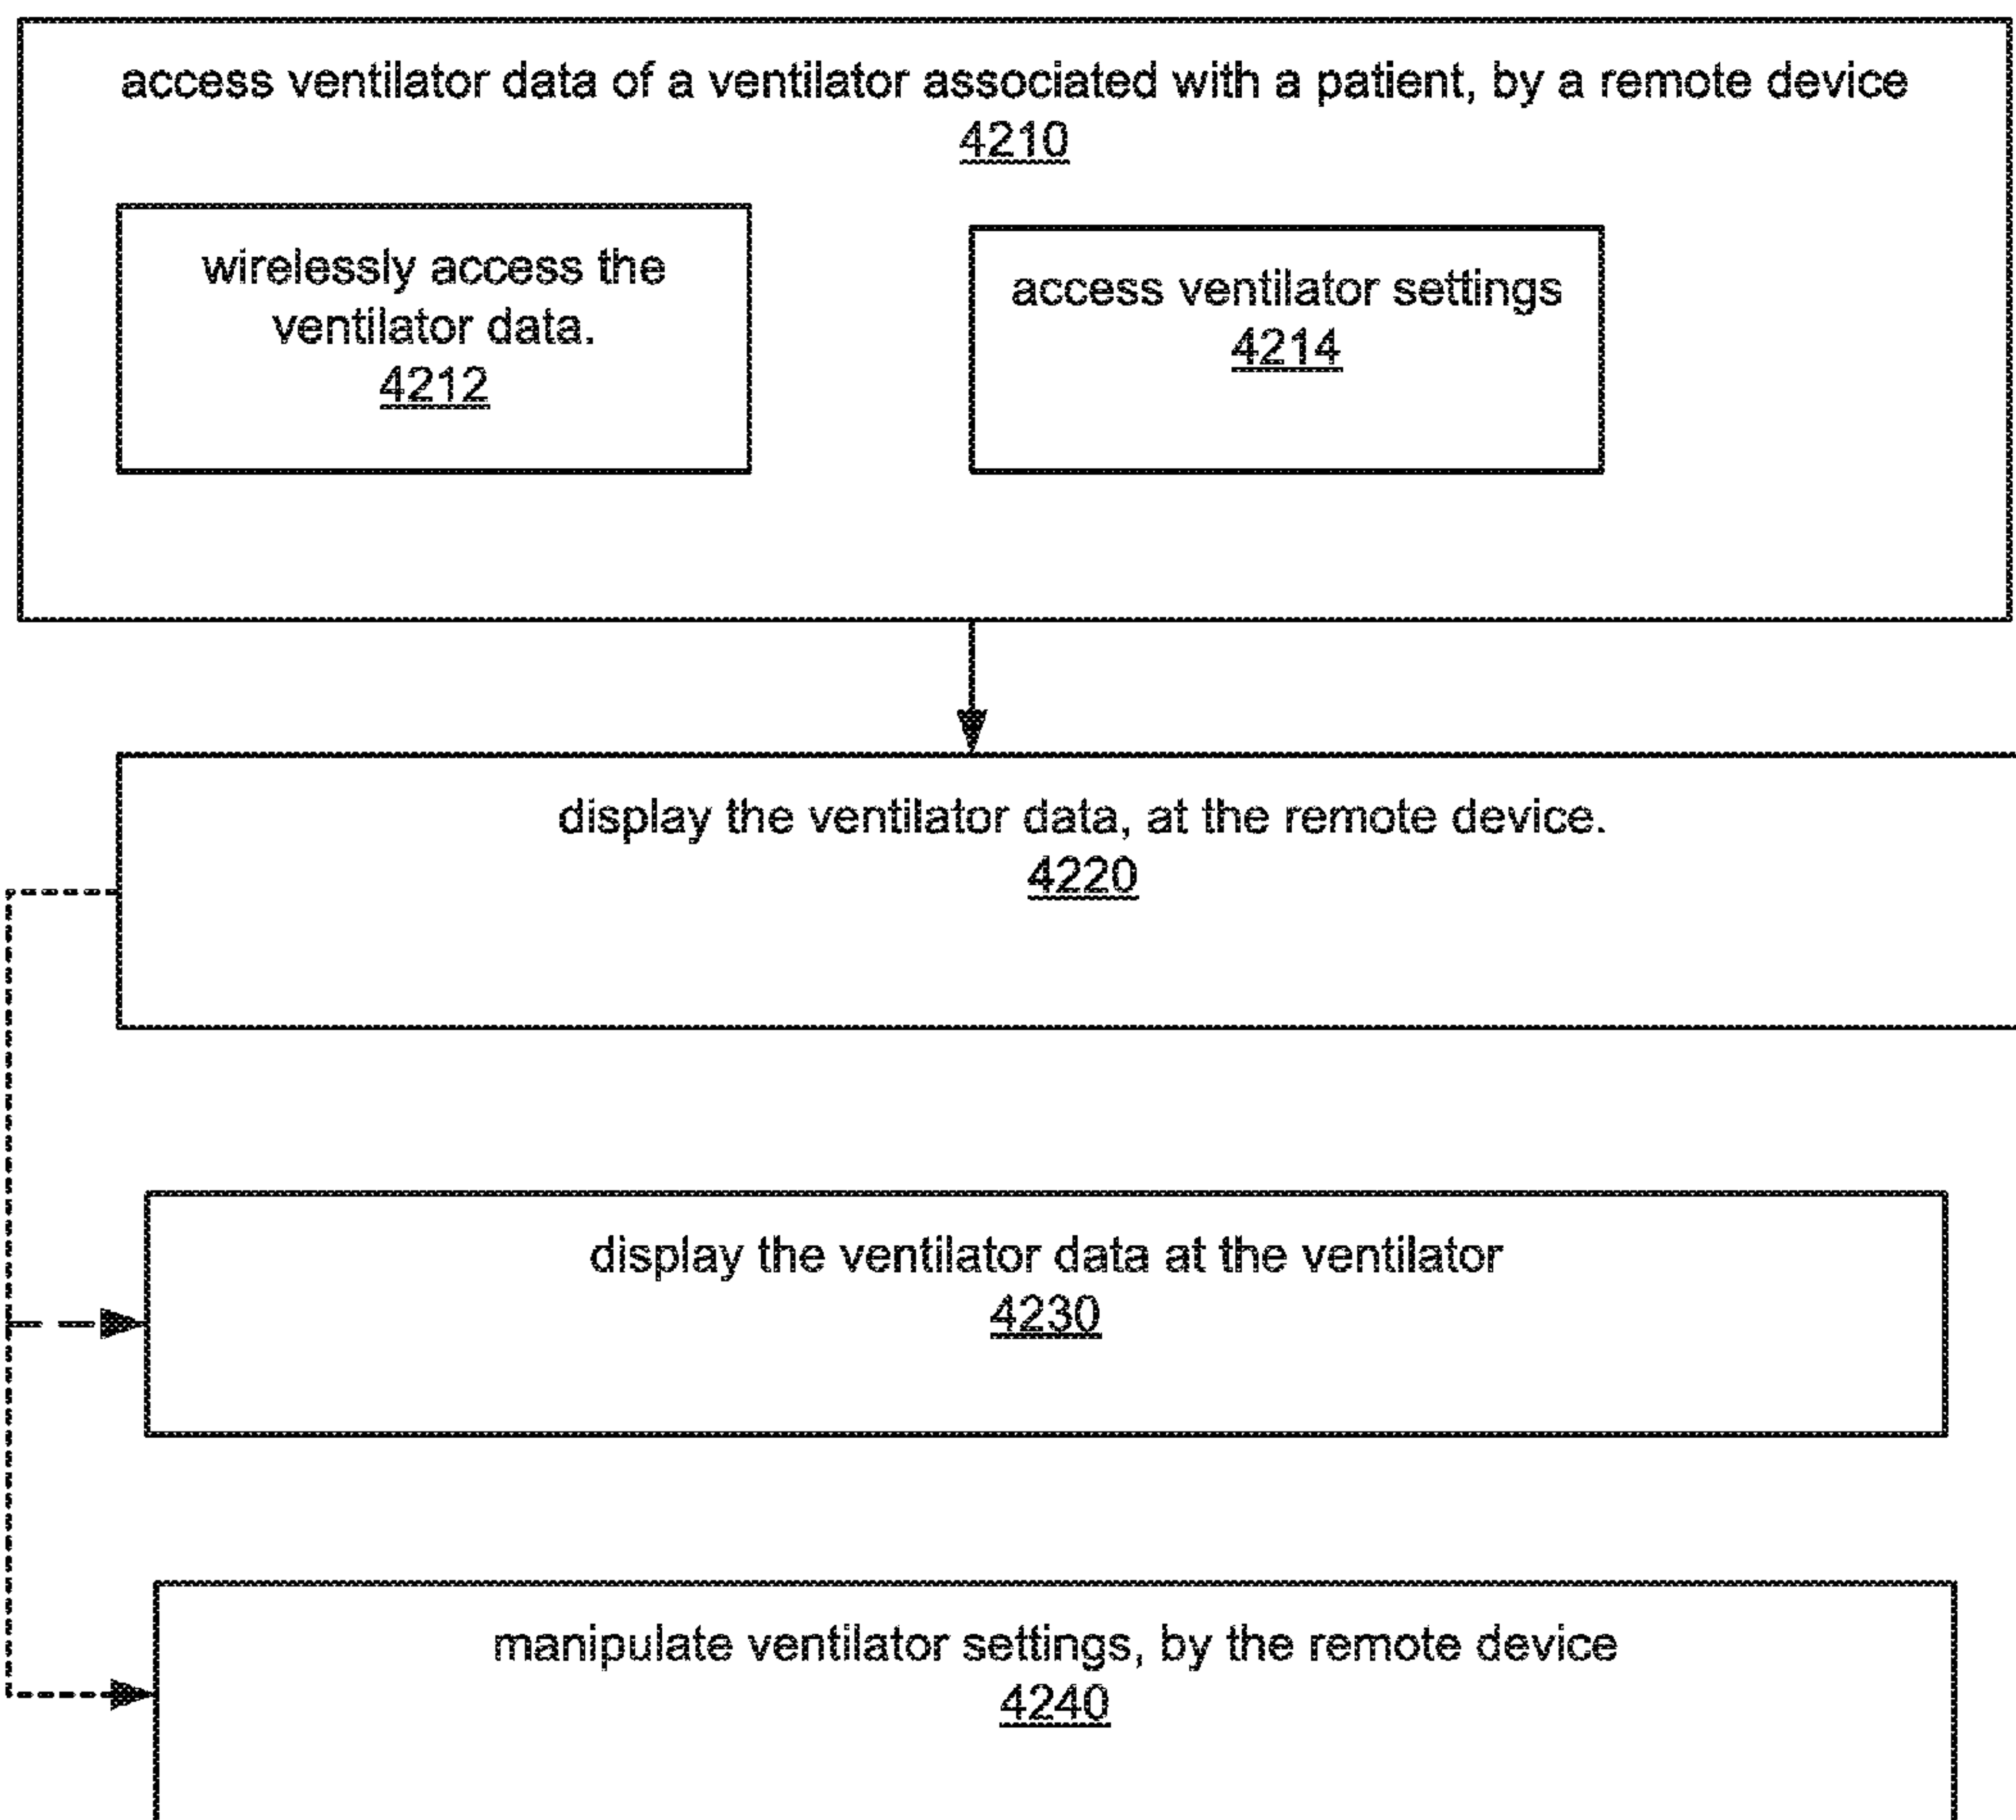 access ventilator data of a ventilator associated with a patient, by a remote device
4210
wirelessly access the
ventilator data.
4212
access ventilator settings
4214
display the ventilator data, at the remote device.
4220
display the ventilator data at the ventilator
4230
manipulate ventilator settings, by the remote device
4240